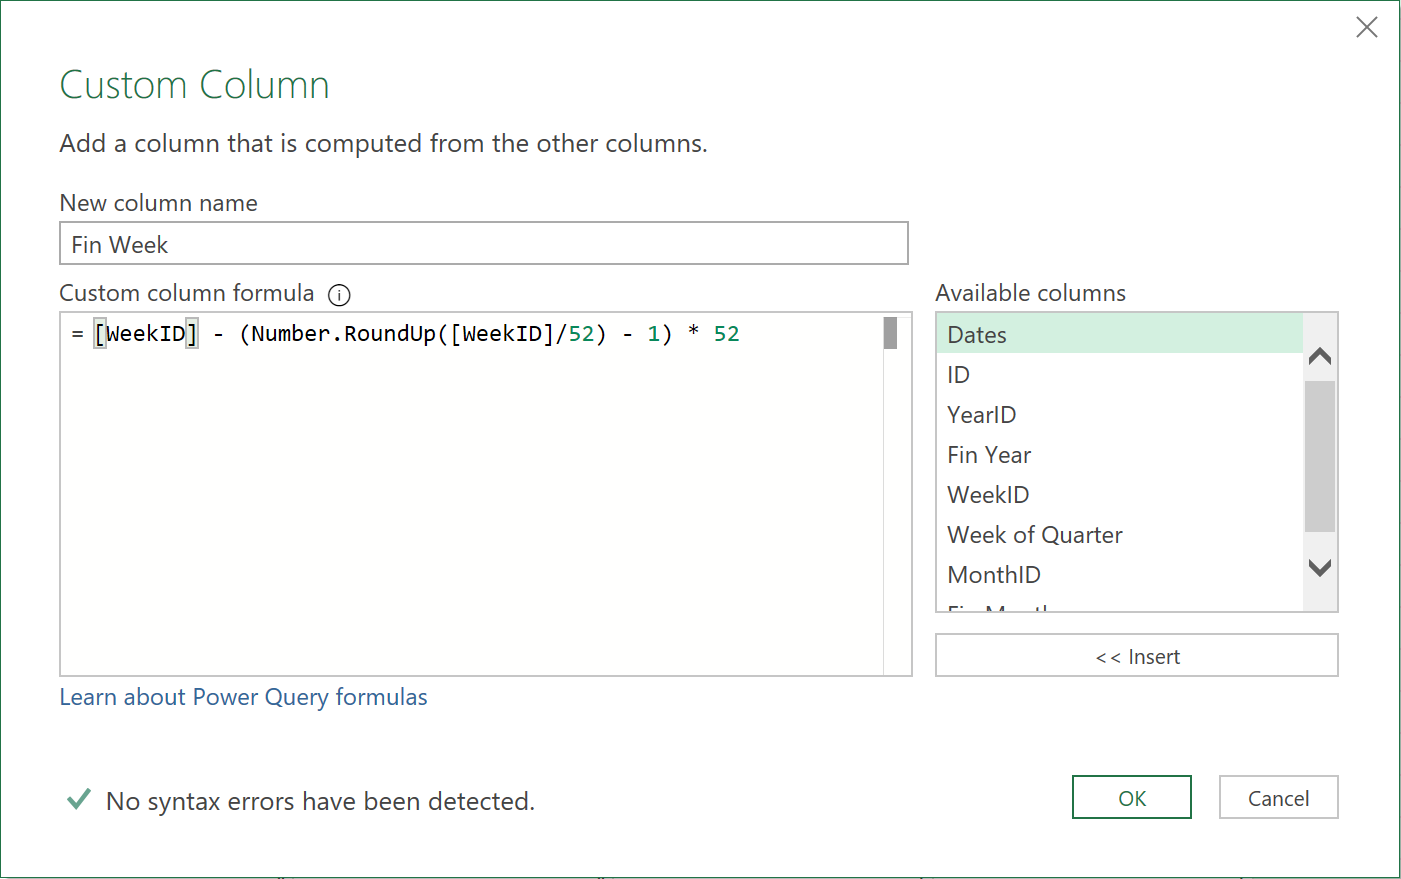 Custom Column
Add a column that is computed from the other columns.
New column name
Fin Week
Custom column formula
= [WeekID] - (Number.RoundUp([WeekID]/52) - 1) * 52
Available columns
Dates
ID
YearID
Fin Year
WeekID
Week of Quarter
MonthID
<< Insert
Learn about Power Query formulas
No syntax errors have been detected.
OK
Cancel